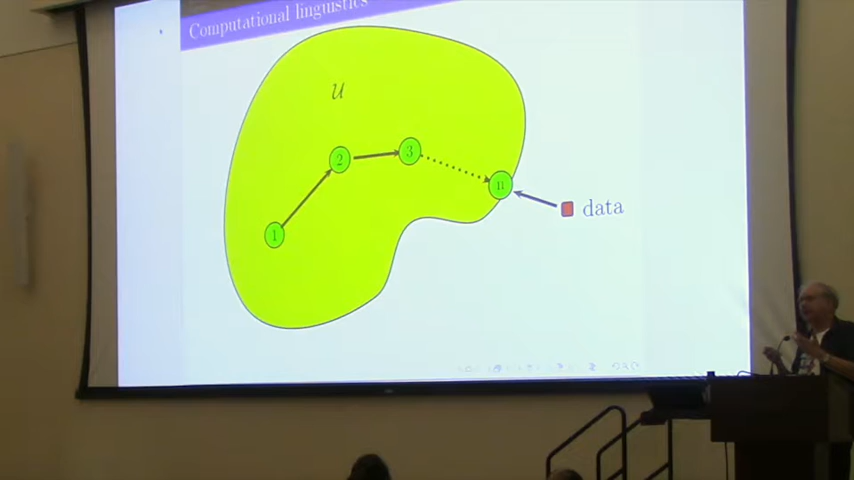 Computational linguistics
𝒰
2
3
n
1
data